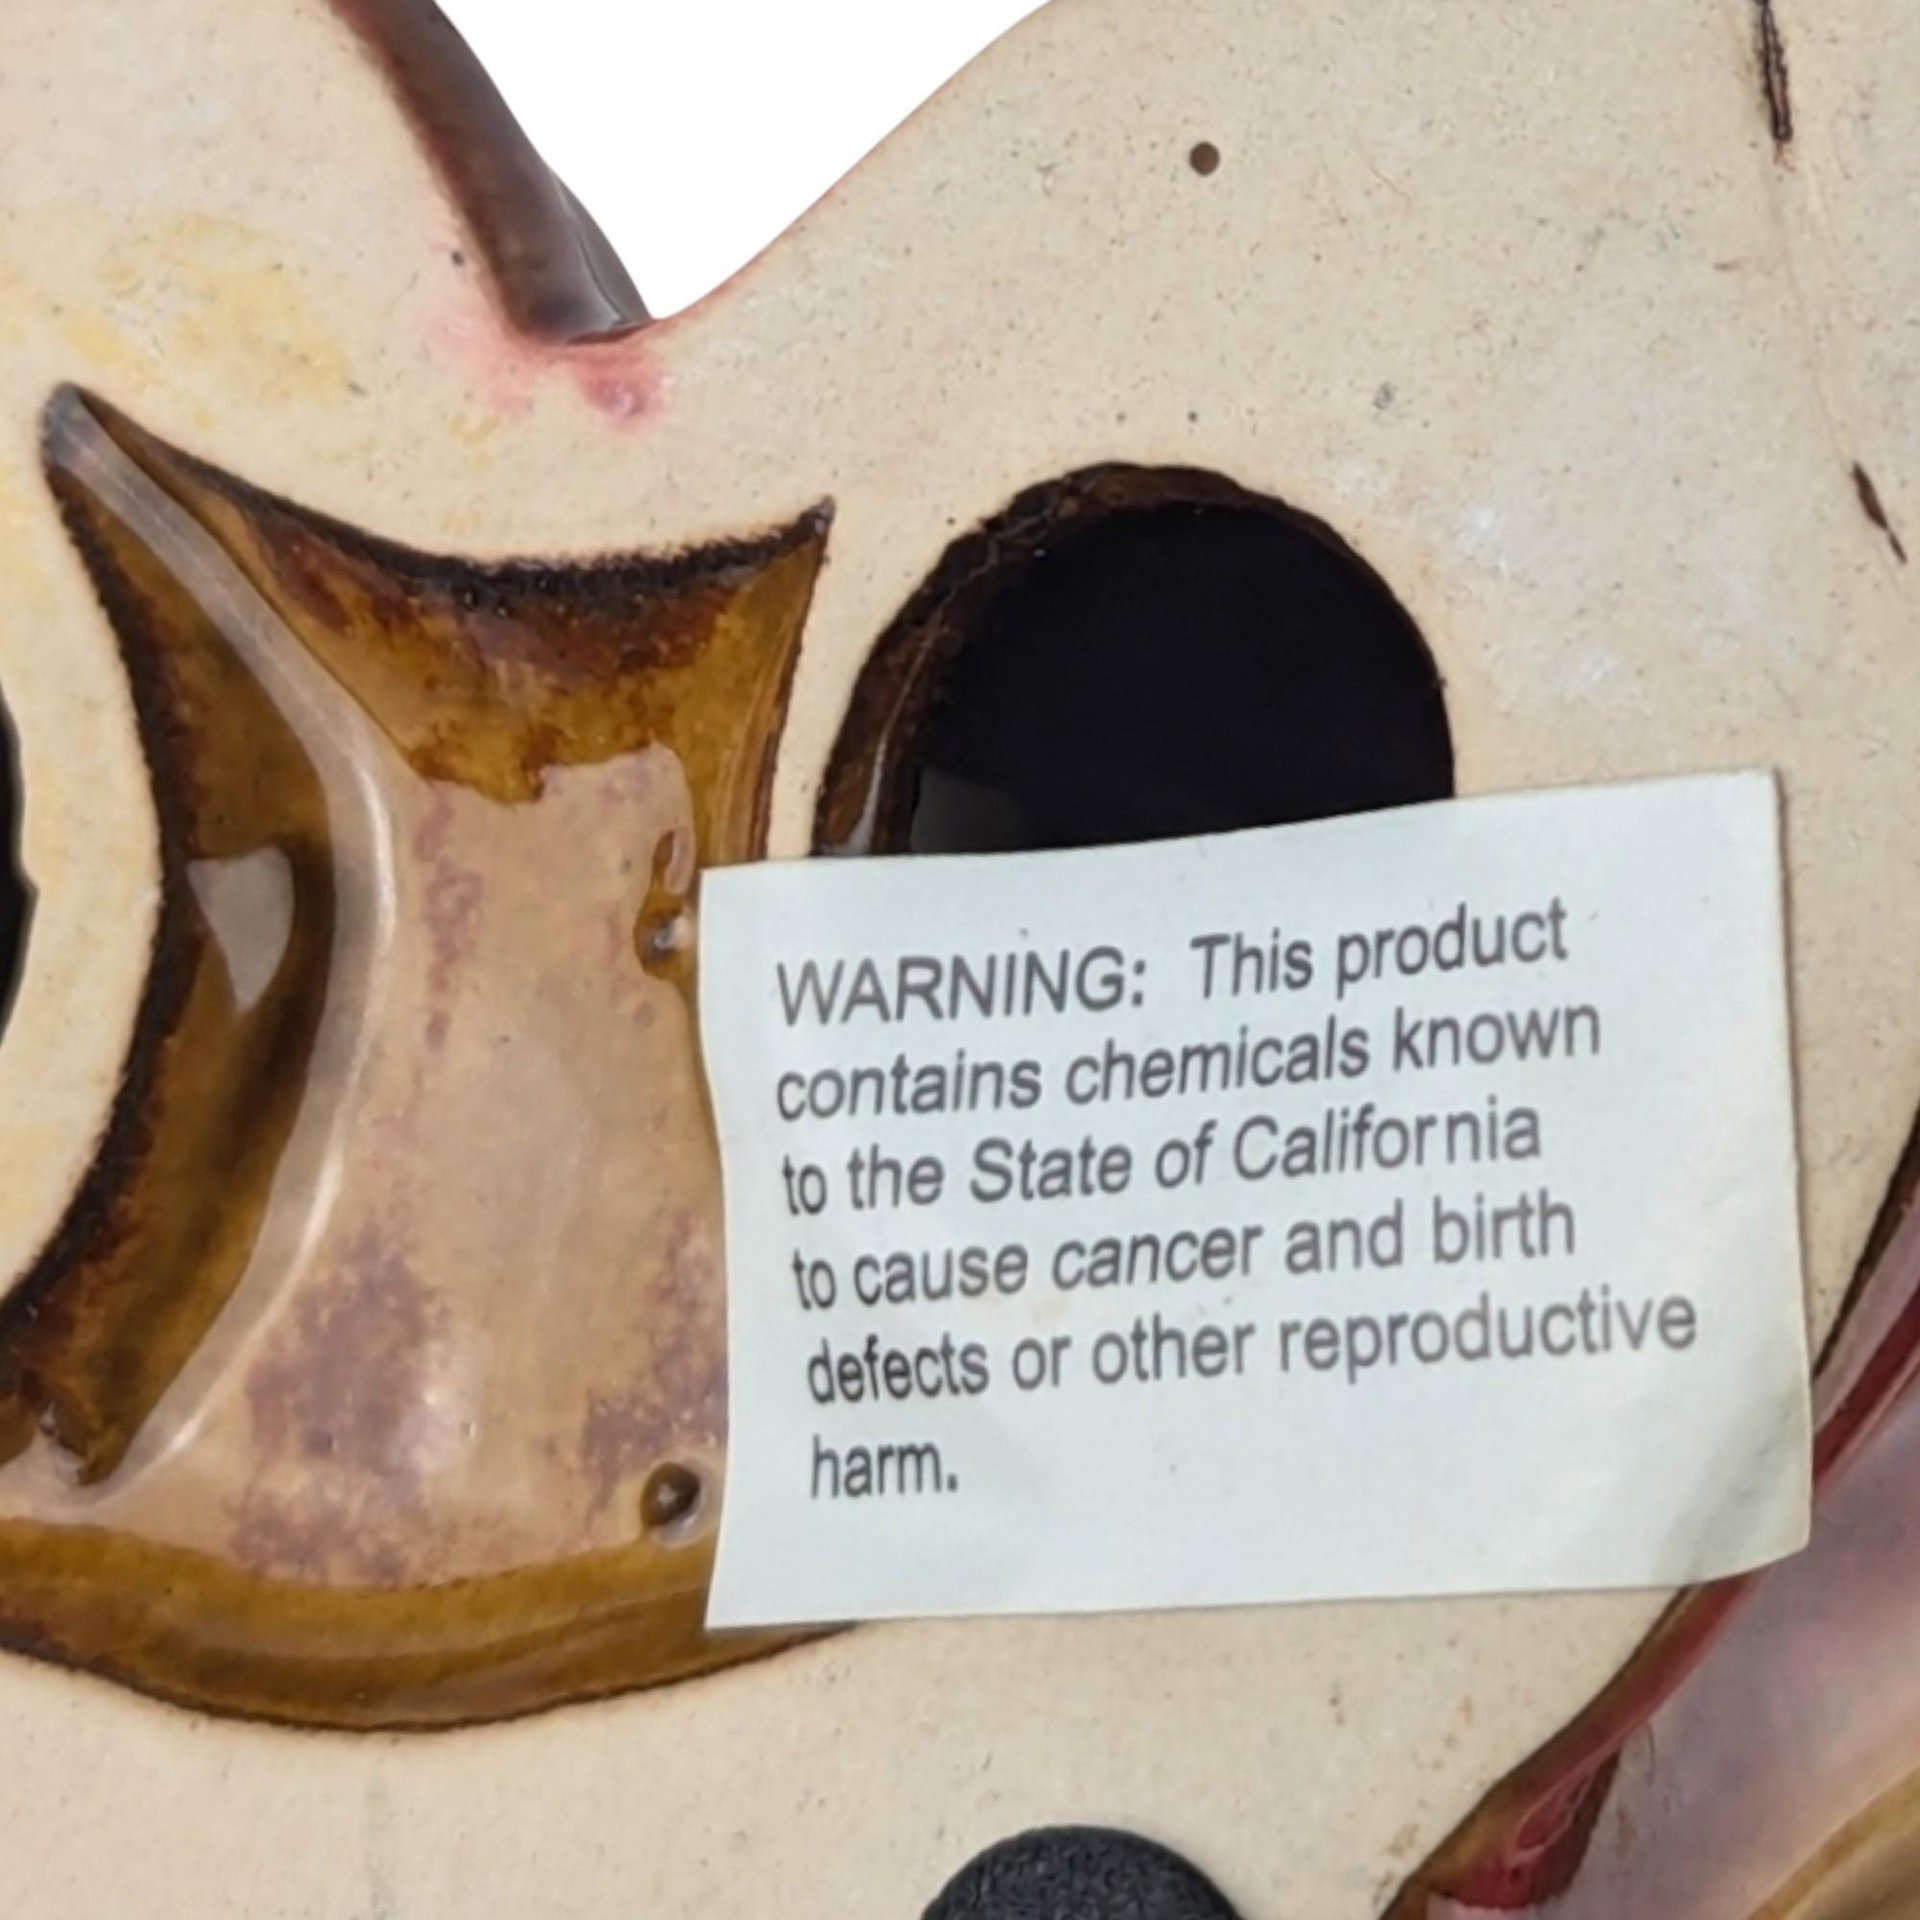 WARNING: This product
contains chemicals known
to the State of California
to cause cancer and birth
defects or other reproductive
harm.